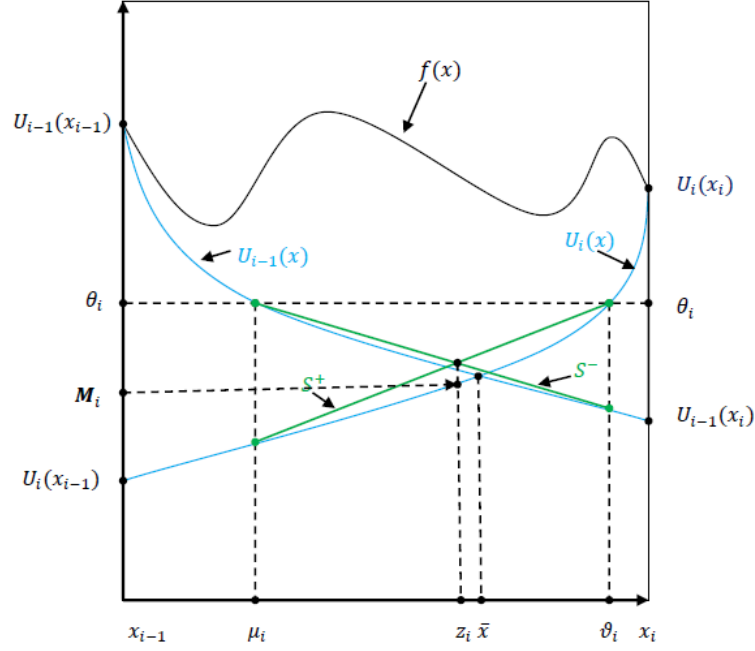 f(x)
U_{i-1}(x_{i-1})
U_i(x_i)
U_{i-1}(x)
U_i(x)
θ_i
θ_i
S⁺
S⁻
M_i
U_{i-1}(x_i)
U_i(x_{i-1})
x_{i-1}
μ_i
z_i
x̄
ϑ_i
x_i